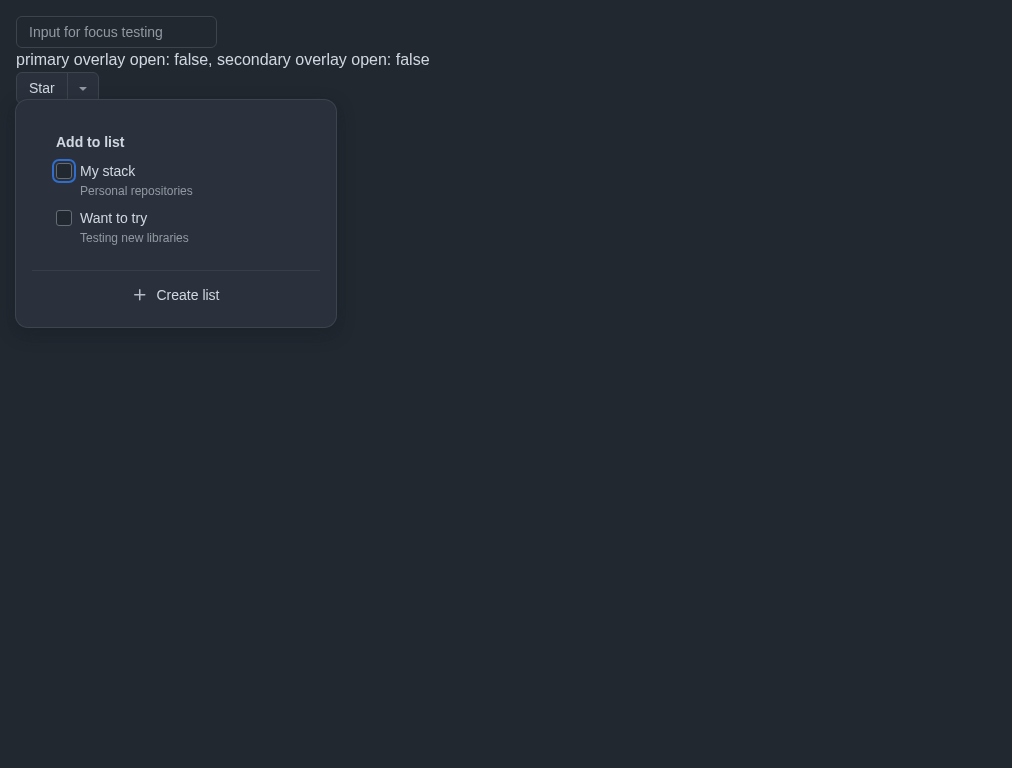 Input for focus testing
primary overlay open: false, secondary overlay open: false
Star
Add to list
My stack
Personal repositories
Want to try
Testing new libraries
Create list